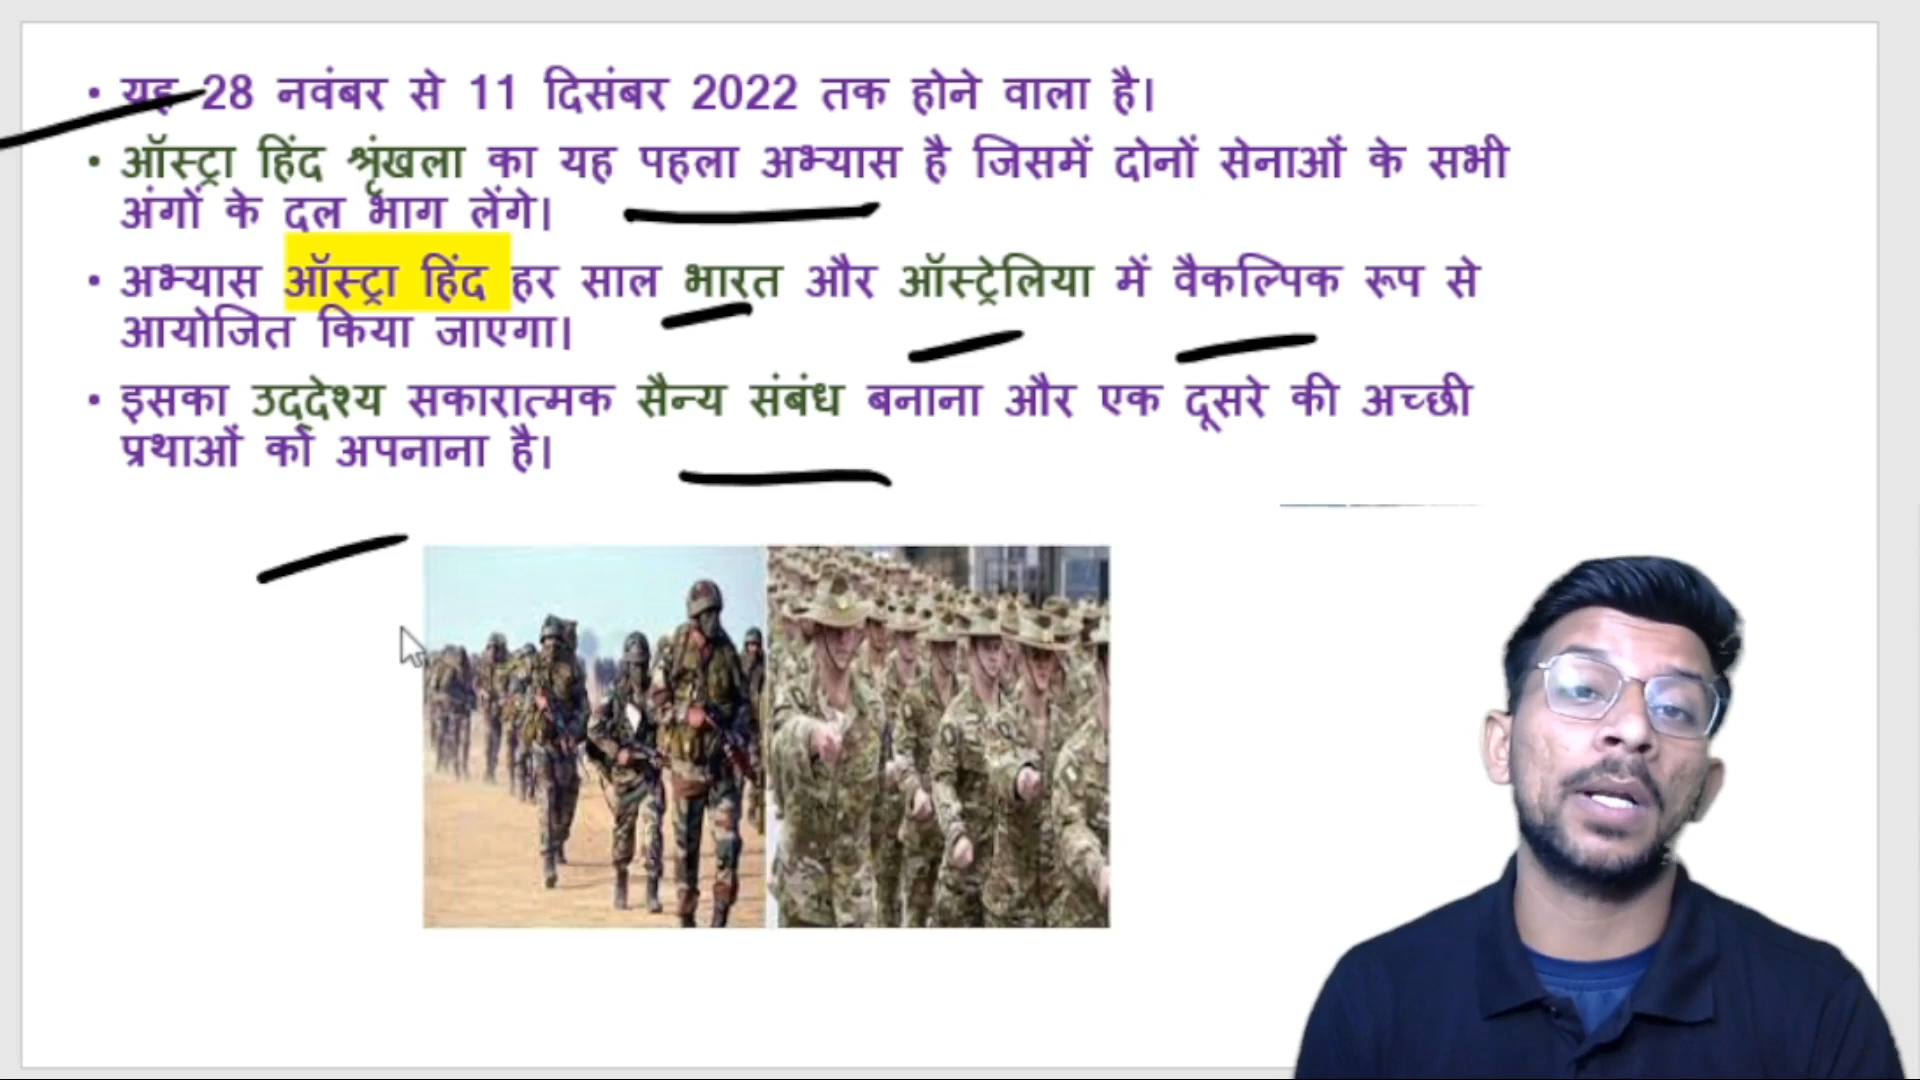 • यह 28 नवंबर से 11 दिसंबर 2022 तक होने वाला है।
• ऑस्ट्रा हिंद श्रृंखला का यह पहला अभ्यास है जिसमें दोनों सेनाओं के सभी
अंगों के दल भाग लेंगे।
• अभ्यास ऑस्ट्रा हिंद हर साल भारत और ऑस्ट्रेलिया में वैकल्पिक रूप से
आयोजित किया जाएगा।
• इसका उद्देश्य सकारात्मक सैन्य संबंध बनाना और एक दूसरे की अच्छी
प्रथाओं को अपनाना है।